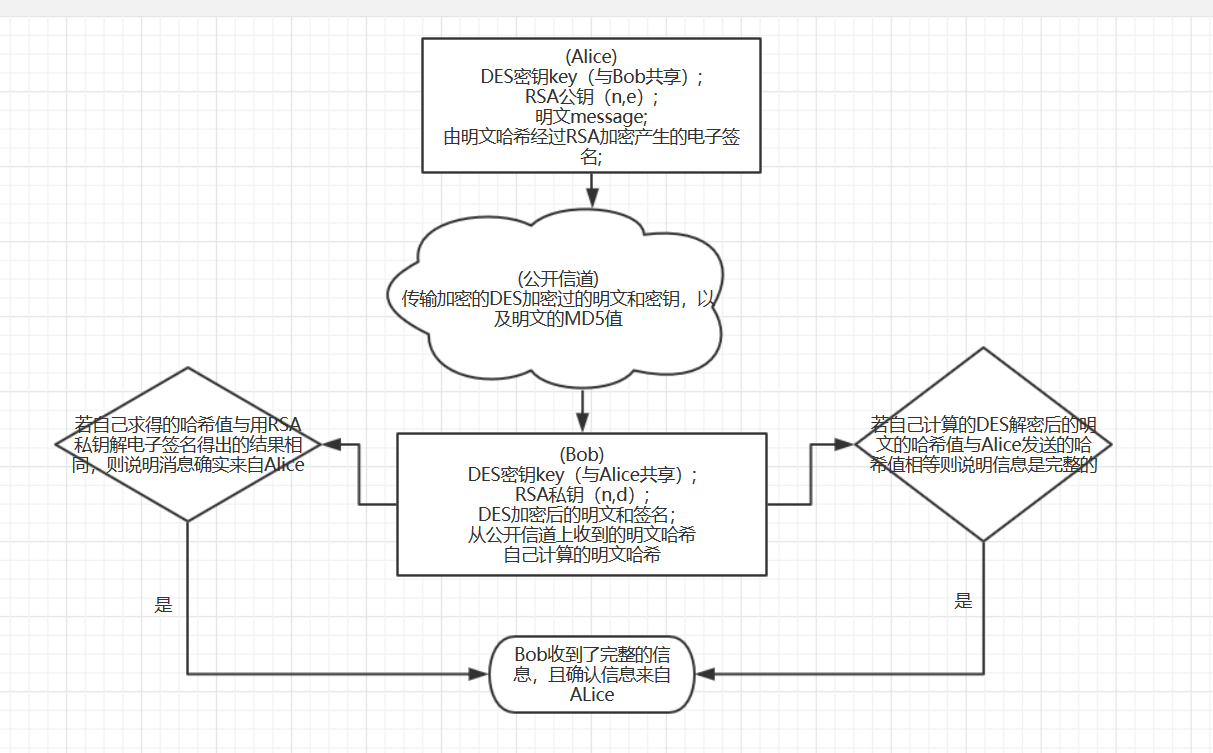 (Alice)
DES密钥key（与Bob共享）;
RSA公钥（n,e）;
明文message;
由明文哈希经过RSA加密产生的电子签
名;
(公开信道)
传输加密的DES加密过的明文和密钥，以
及明文的MD5值
若自己求得的哈希值与用RSA
私钥解电子签名得出的结果相
同，则说明消息确实来自Alice
(Bob)
DES密钥key（与Alice共享）;
RSA私钥（n,d）;
DES加密后的明文和签名;
从公开信道上收到的明文哈希
自己计算的明文哈希
若自己计算的DES解密后的明
文的哈希值与Alice发送的哈
希值相等则说明信息是完整的
是
是
Bob收到了完整的信
息，且确认信息来自
ALice